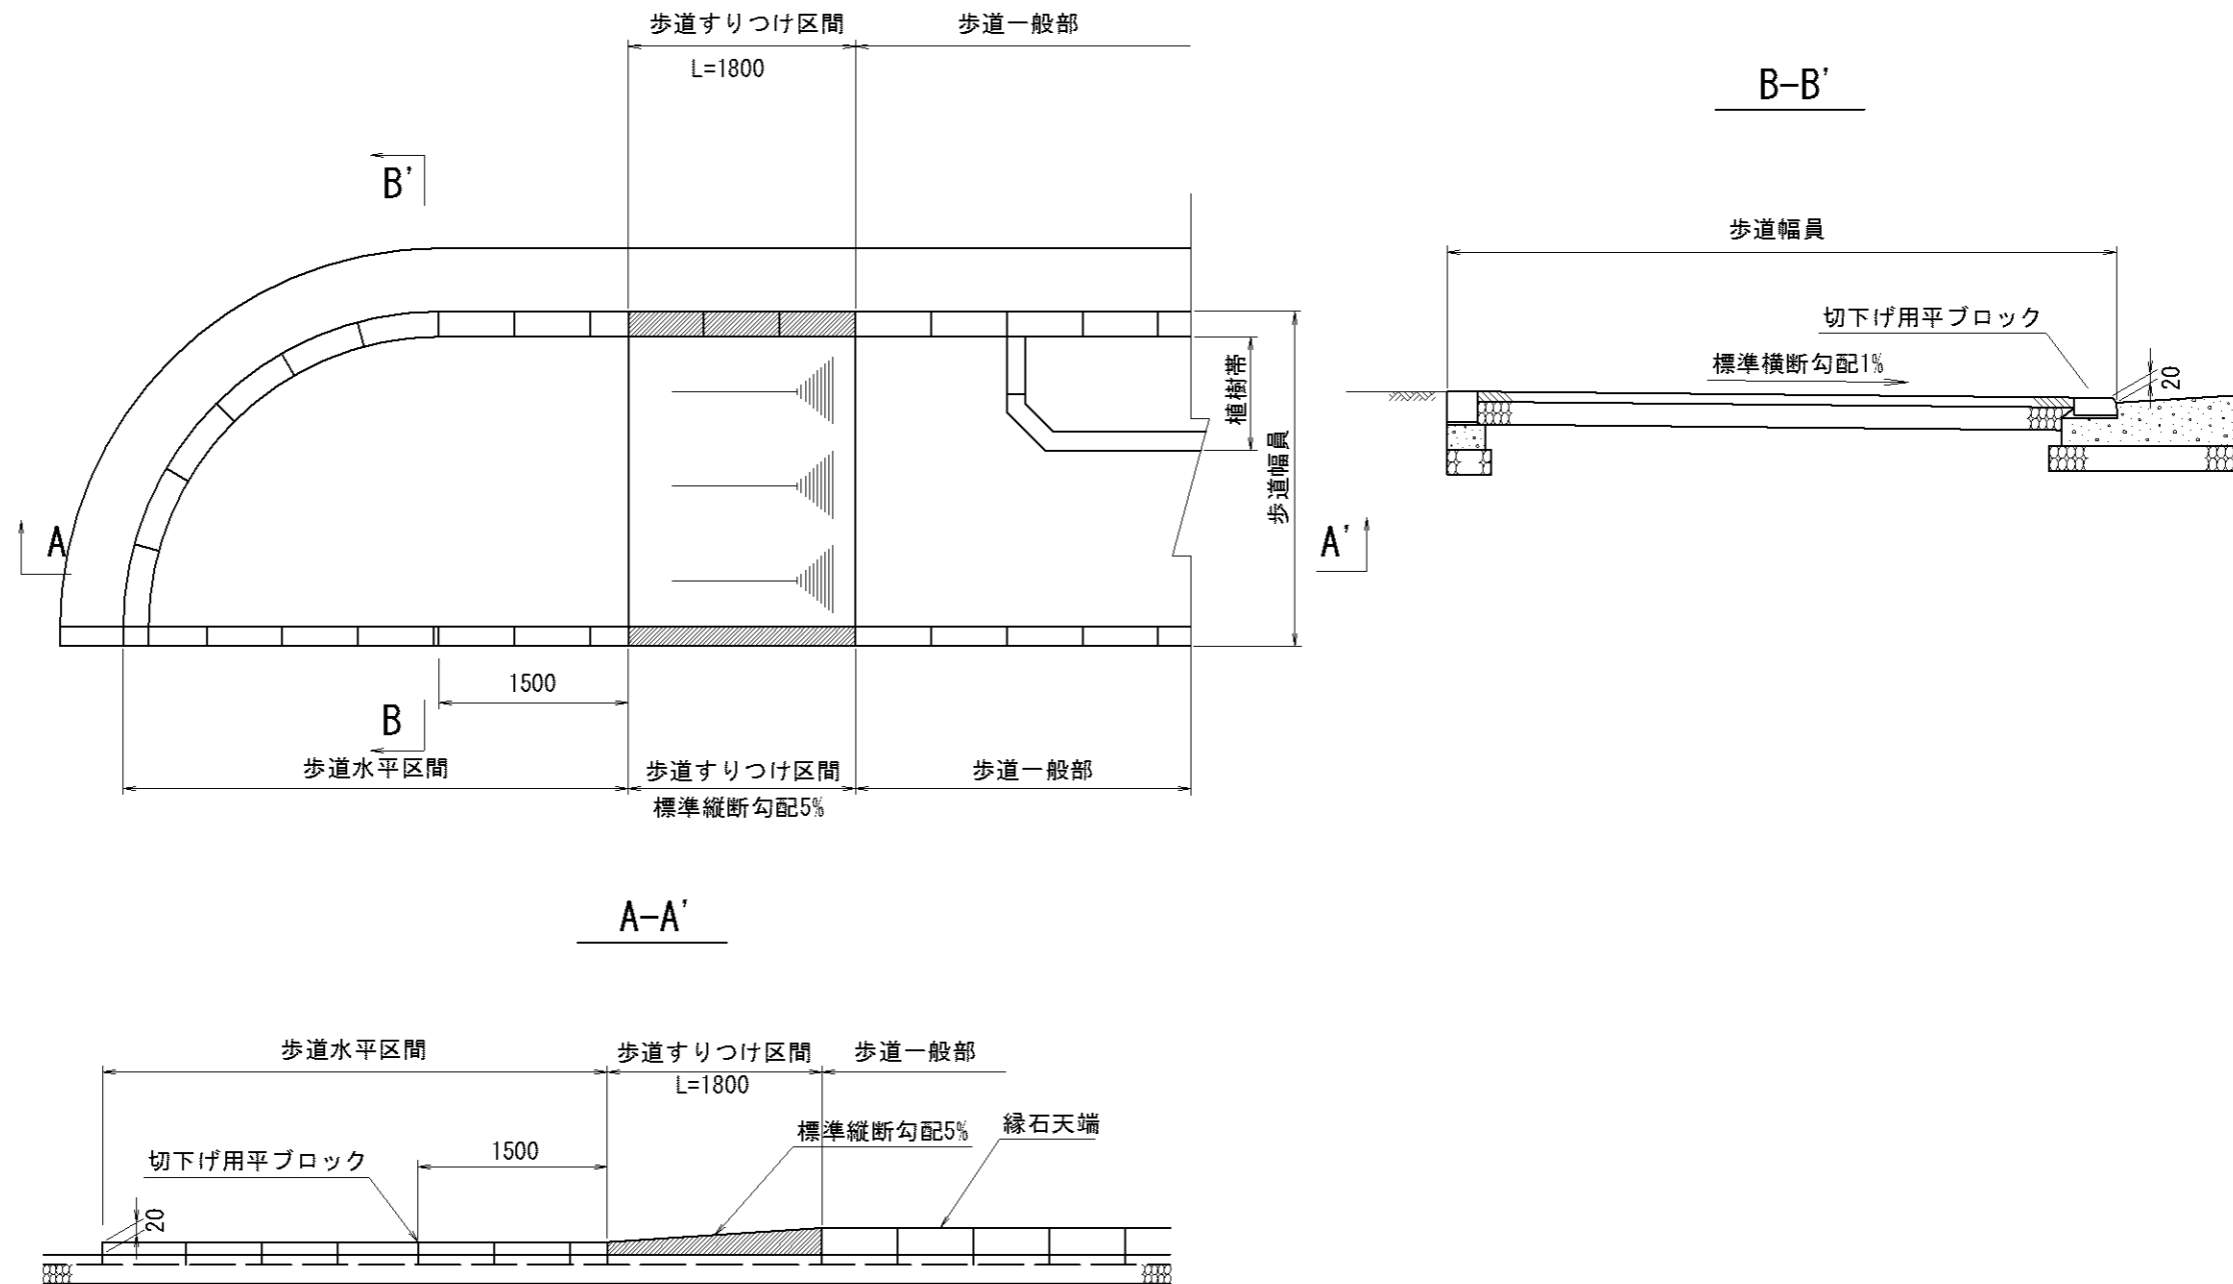 歩道すりつけ区間
歩道一般部
L=1800
B-B'
B'
歩道幅員
切下げ用平ブロック
標準横断勾配1%
20
植樹帯
歩道幅員
A
A'
1500
B
歩道水平区間
歩道すりつけ区間
歩道一般部
標準縦断勾配5%
A-A'
歩道水平区間
歩道すりつけ区間
歩道一般部
L=1800
縁石天端
標準縦断勾配5%
1500
切下げ用平ブロック
20